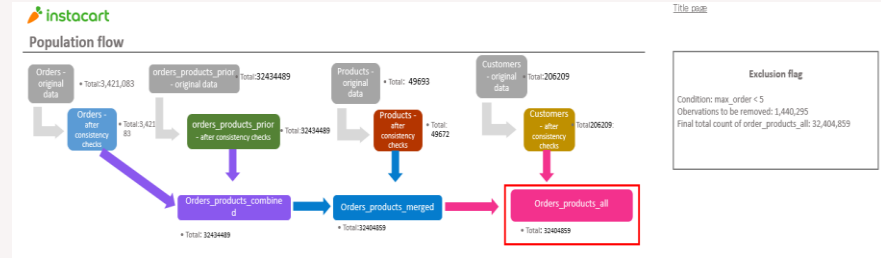 instacart
Title page
Population flow
Orders -
original
data
• Total:3,421,083
orders_products_prior
- original data
• Total:32434489
Products -
original
data
• Total: 49693
Customers
- original
data
• Total:206209
Orders -
after
consistency
checks
• Total:3,421
83
orders_products_prior
- after consistency checks
• Total:32434489
Products -
after
consistency
checks
• Total:
49672
Customers
- after
consistency
checks
• Total206209:
Orders_products_combine
d
• Total: 32434489
Orders_products_merged
• Total:32404859
Orders_products_all
• Total: 32404859
Exclusion flag
Condition: max_order < 5
Obervations to be removed: 1,440,295
Final total count of order_products_all: 32,404,859